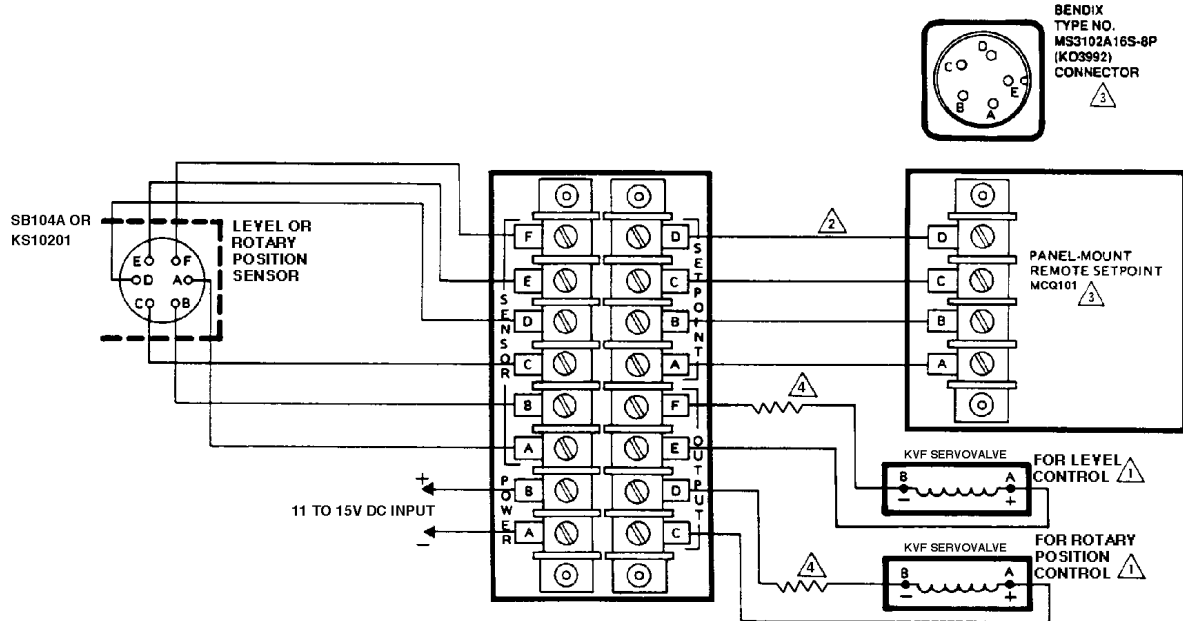 BENDIX
TYPE NO.
MS3102A16S-8P
(KO3992)
CONNECTOR
3
D
C
E
B
A
SB104A OR
KS10201
LEVEL OR
ROTARY
POSITION
SENSOR
E F
D A
C B
SENSOR
F
E
D
C
B
A
POWER
B
A
+
11 TO 15V DC INPUT
–
SETPOINT
D
C
B
A
OUTPUT
F
E
D
C
2
D
C
B
A
PANEL-MOUNT
REMOTE SETPOINT
MCQ101
3
4
KVF SERVOVALVE
B A
– +
FOR LEVEL
CONTROL 1
4
KVF SERVOVALVE
B A
– +
FOR ROTARY
POSITION
CONTROL 1